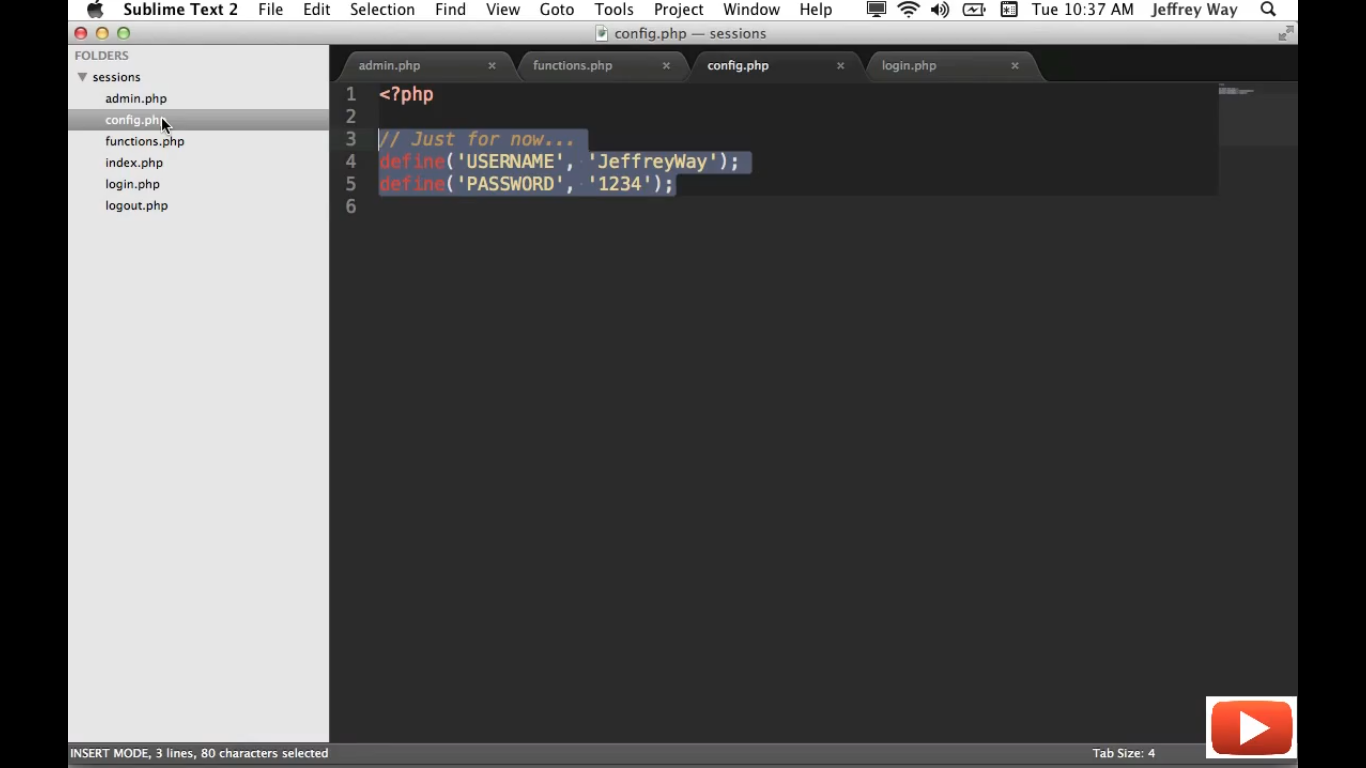 Sublime Text 2 File Edit Selection Find View Goto Tools Project Window Help Tue 10:37 AM Jeffrey Way
config.php — sessions
FOLDERS
sessions
admin.php
config.php
functions.php
index.php
login.php
logout.php
admin.php × functions.php × config.php × login.php ×
1 <?php
2
3 // Just for now...
4 define('USERNAME', 'JeffreyWay');
5 define('PASSWORD', '1234');
6
INSERT MODE, 3 lines, 80 characters selected
Tab Size: 4